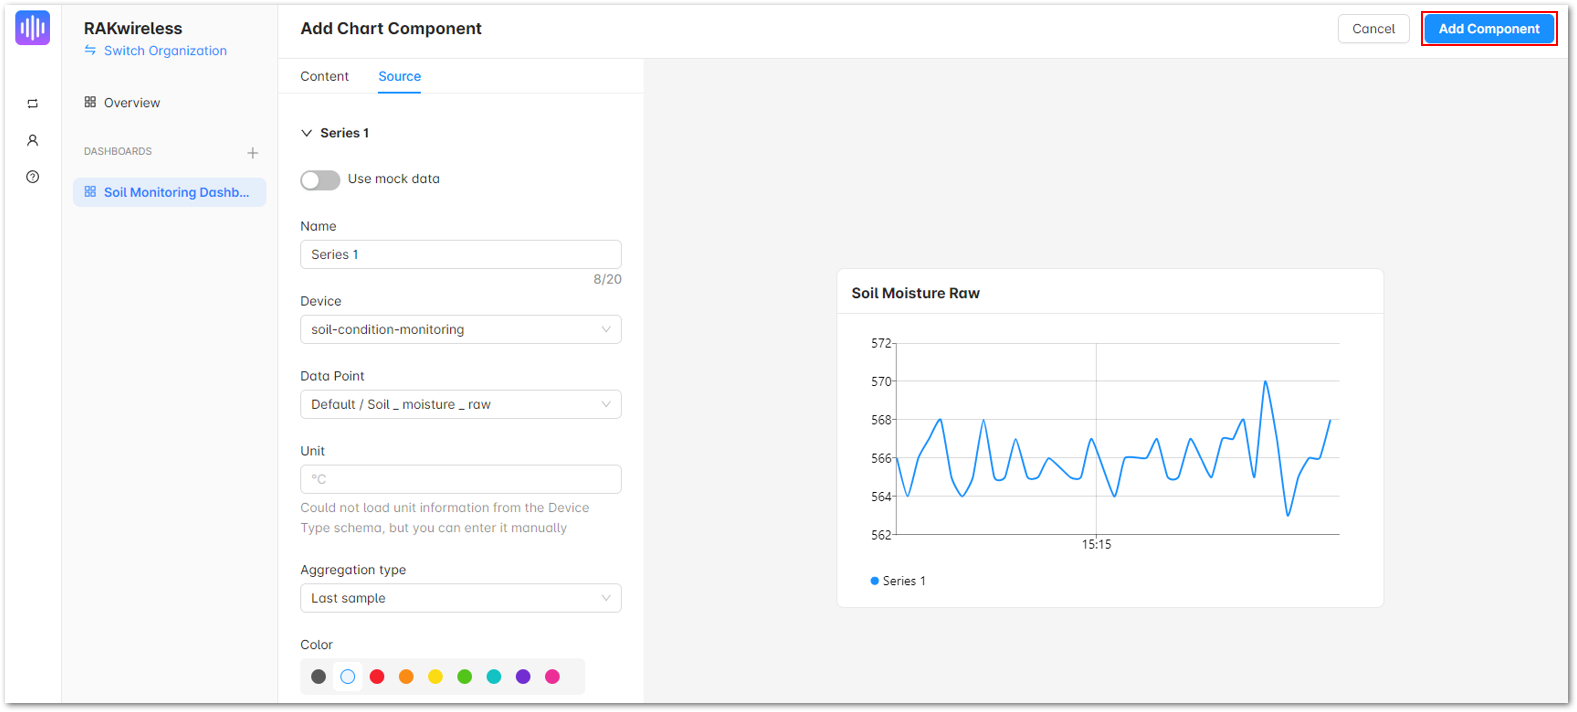 RAKwireless
Switch Organization
Overview
DASHBOARDS
Soil Monitoring Dashb...
Add Chart Component
Cancel
Add Component
Content
Source
Series 1
Use mock data
Name
Series 1
8/20
Device
soil-condition-monitoring
Data Point
Default / Soil _ moisture _ raw
Unit
°C
Could not load unit information from the Device
Type schema, but you can enter it manually
Aggregation type
Last sample
Color
Soil Moisture Raw
572
570
568
566
564
562
15:15
Series 1